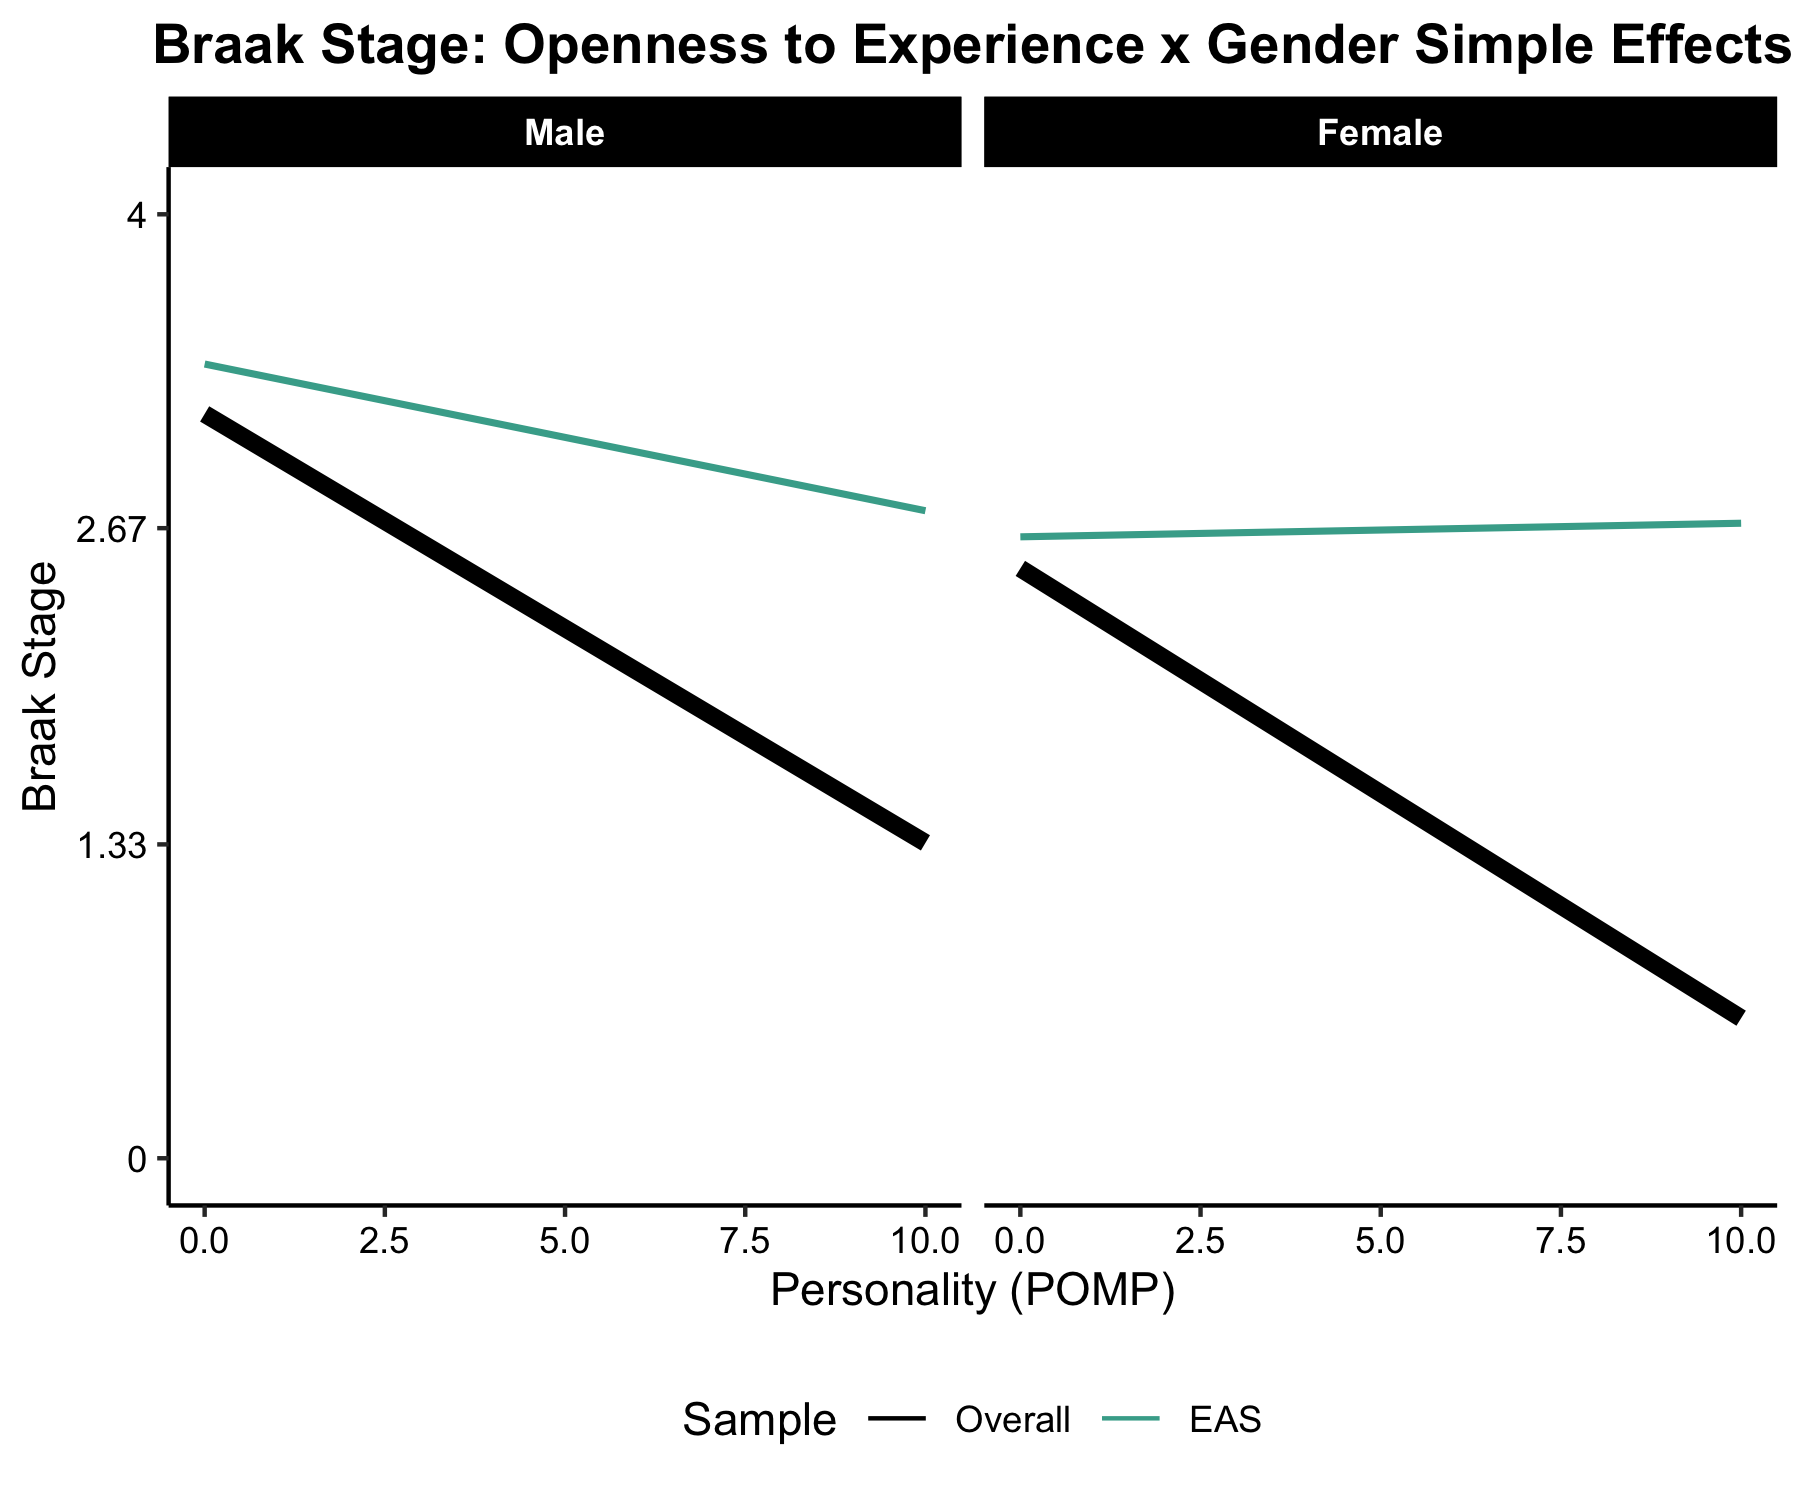 Braak Stage: Openness to Experience x Gender Simple Effects
Male
Female
4
2.67
1.33
0
Braak Stage
0.0 2.5 5.0 7.5 10.0
0.0 2.5 5.0 7.5 10.0
Personality (POMP)
Sample Overall EAS